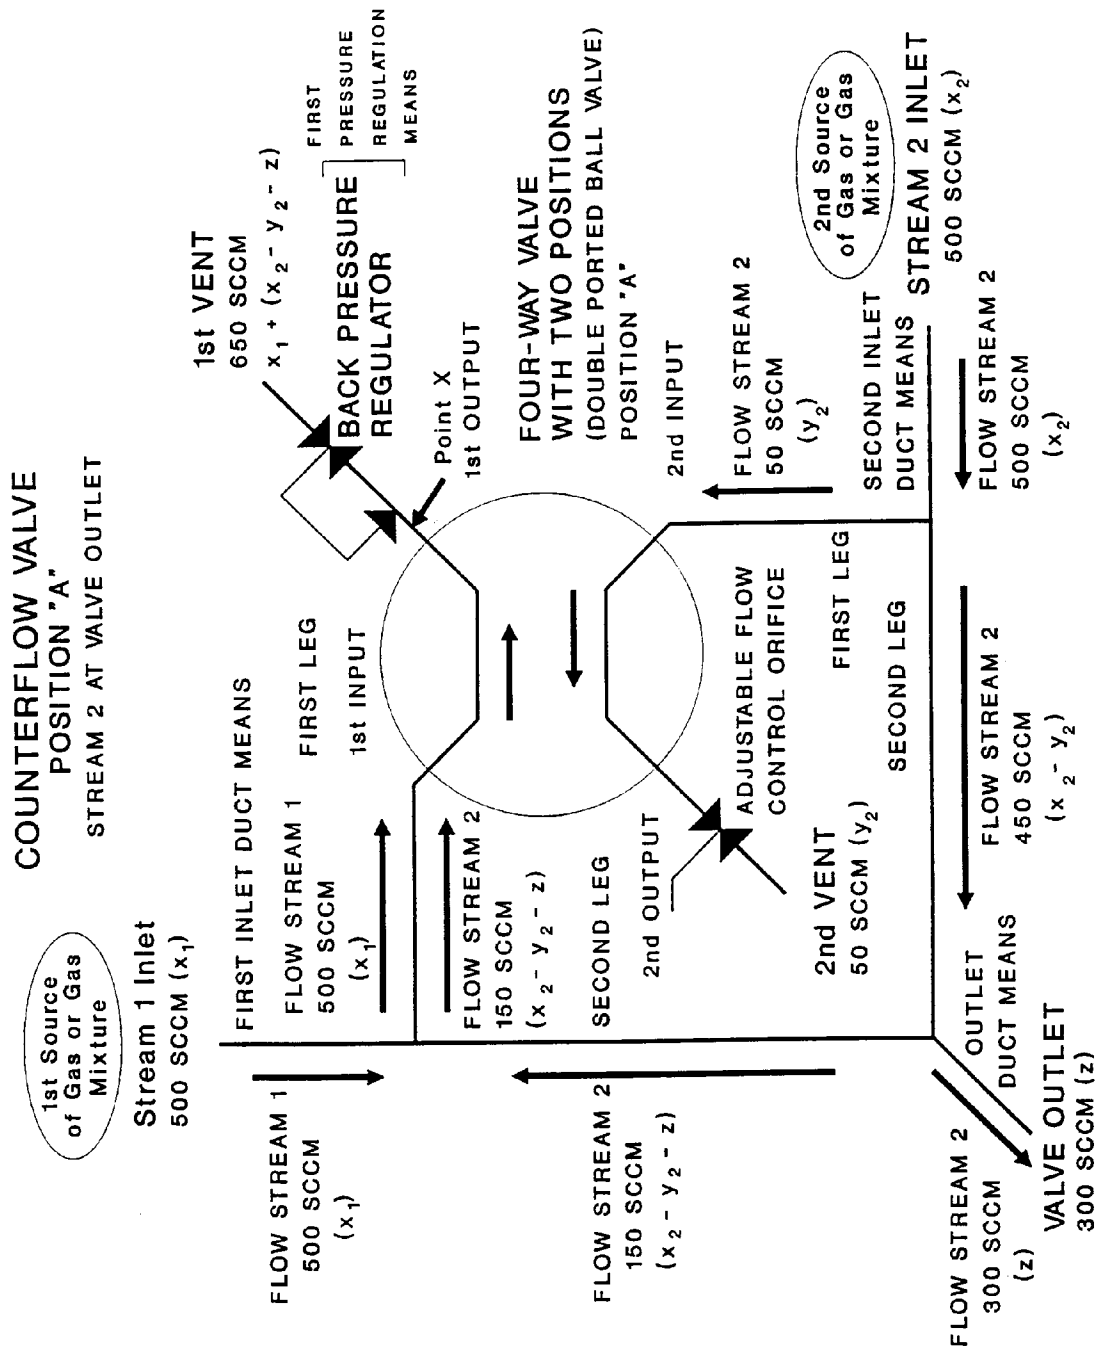 COUNTERFLOW VALVE
POSITION "A"
STREAM 2 AT VALVE OUTLET
1st Source
of Gas or Gas
Mixture
Stream 1 Inlet
500 SCCM (x₁)
FIRST INLET DUCT MEANS
FLOW STREAM 1
500 SCCM
(x₁)
FLOW STREAM 1
500 SCCM
(x₁)
FIRST LEG
1st INPUT
1st VENT
650 SCCM
x₁ + (x₂ - y₂ - z)
BACK PRESSURE
REGULATOR
FIRST
PRESSURE
REGULATION
MEANS
Point X
1st OUTPUT
FLOW STREAM 2
150 SCCM
(x₂ - y₂ - z)
SECOND LEG
FOUR-WAY VALVE
WITH TWO POSITIONS
(DOUBLE PORTED BALL VALVE)
POSITION "A"
2nd INPUT
2nd OUTPUT
ADJUSTABLE FLOW
CONTROL ORIFICE
2nd VENT
50 SCCM (y₂)
FLOW STREAM 2
50 SCCM
(y₂)
FIRST LEG
SECOND LEG
SECOND INLET
DUCT MEANS
2nd Source
of Gas or Gas
Mixture
STREAM 2 INLET
500 SCCM (x₂)
FLOW STREAM 2
500 SCCM
(x₂)
FLOW STREAM 2
450 SCCM
(x₂ - y₂)
FLOW STREAM 2
150 SCCM
(x₂ - y₂ - z)
OUTLET
DUCT MEANS
FLOW STREAM 2
300 SCCM
(z)
VALVE OUTLET
300 SCCM (z)